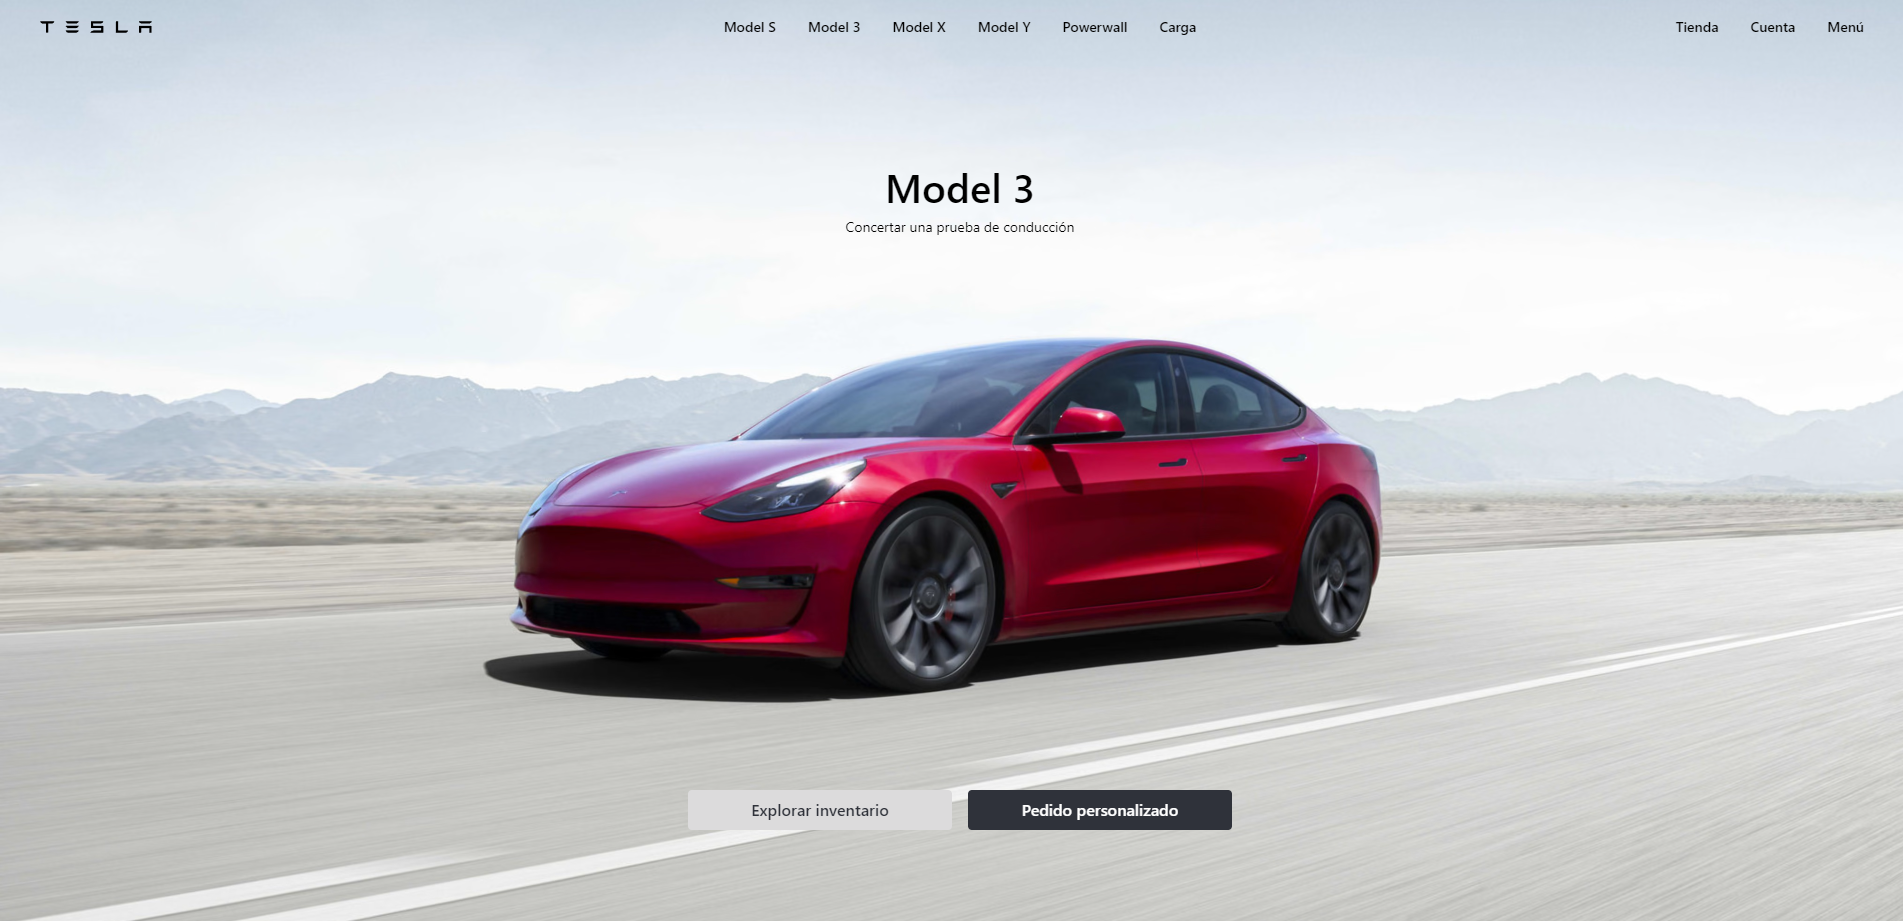 TESLA
Model S Model 3 Model X Model Y Powerwall Carga
Tienda Cuenta Menú
Model 3
Concertar una prueba de conducción
Explorar inventario
Pedido personalizado